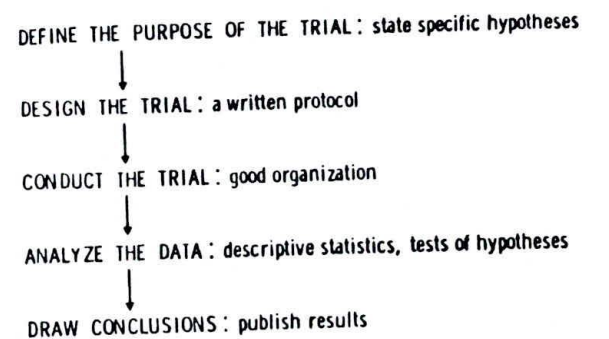 DEFINE THE PURPOSE OF THE TRIAL: state specific hypotheses
DESIGN THE TRIAL: a written protocol
CONDUCT THE TRIAL: good organization
ANALYZE THE DATA: descriptive statistics, tests of hypotheses
DRAW CONCLUSIONS: publish results